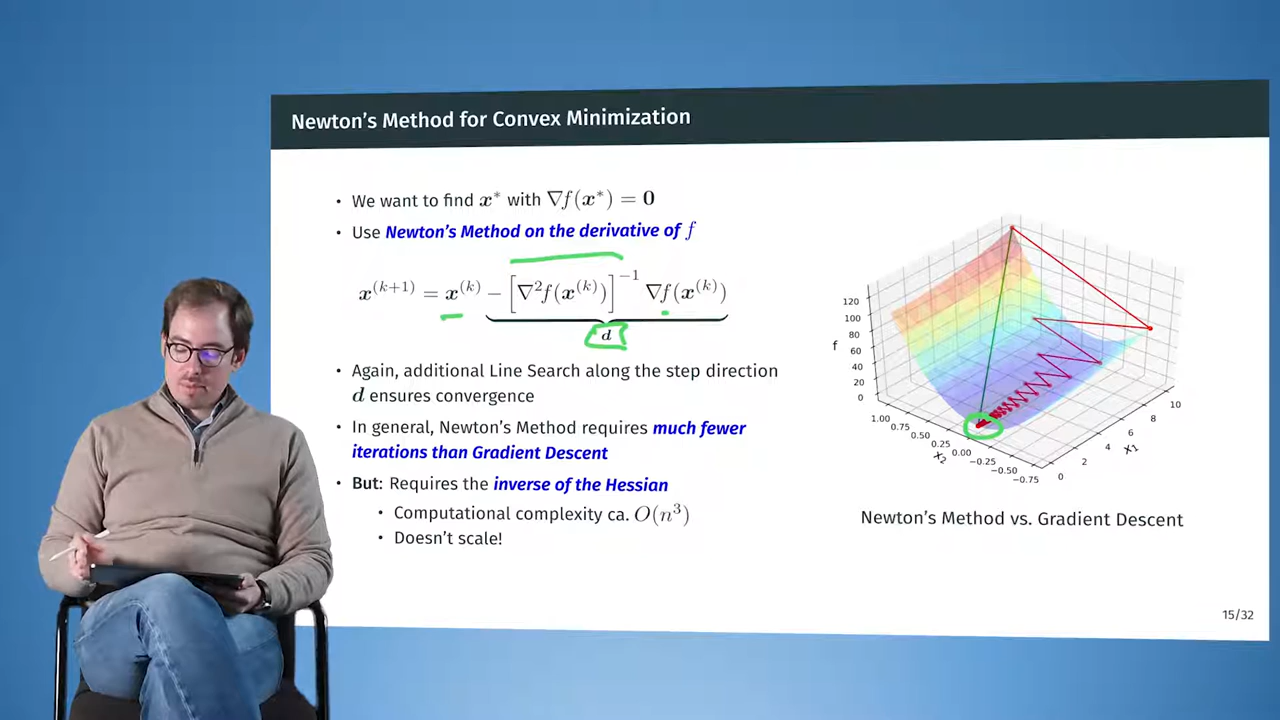 Newton's Method for Convex Minimization
• We want to find x* with ∇f(x*) = 0
• Use Newton's Method on the derivative of f
x^(k+1) = x^(k) − [∇²f(x^(k))]^−1 ∇f(x^(k))
d
• Again, additional Line Search along the step direction
d ensures convergence
• In general, Newton's Method requires much fewer
iterations than Gradient Descent
• But: Requires the inverse of the Hessian
• Computational complexity ca. O(n³)
• Doesn't scale!
f
120
100
80
60
40
20
0
1.00
0.75
0.50
0.25
0.00
−0.25
−0.50
−0.75
X₂
0
2
4
6
8
10
X1
Newton's Method vs. Gradient Descent
15/32